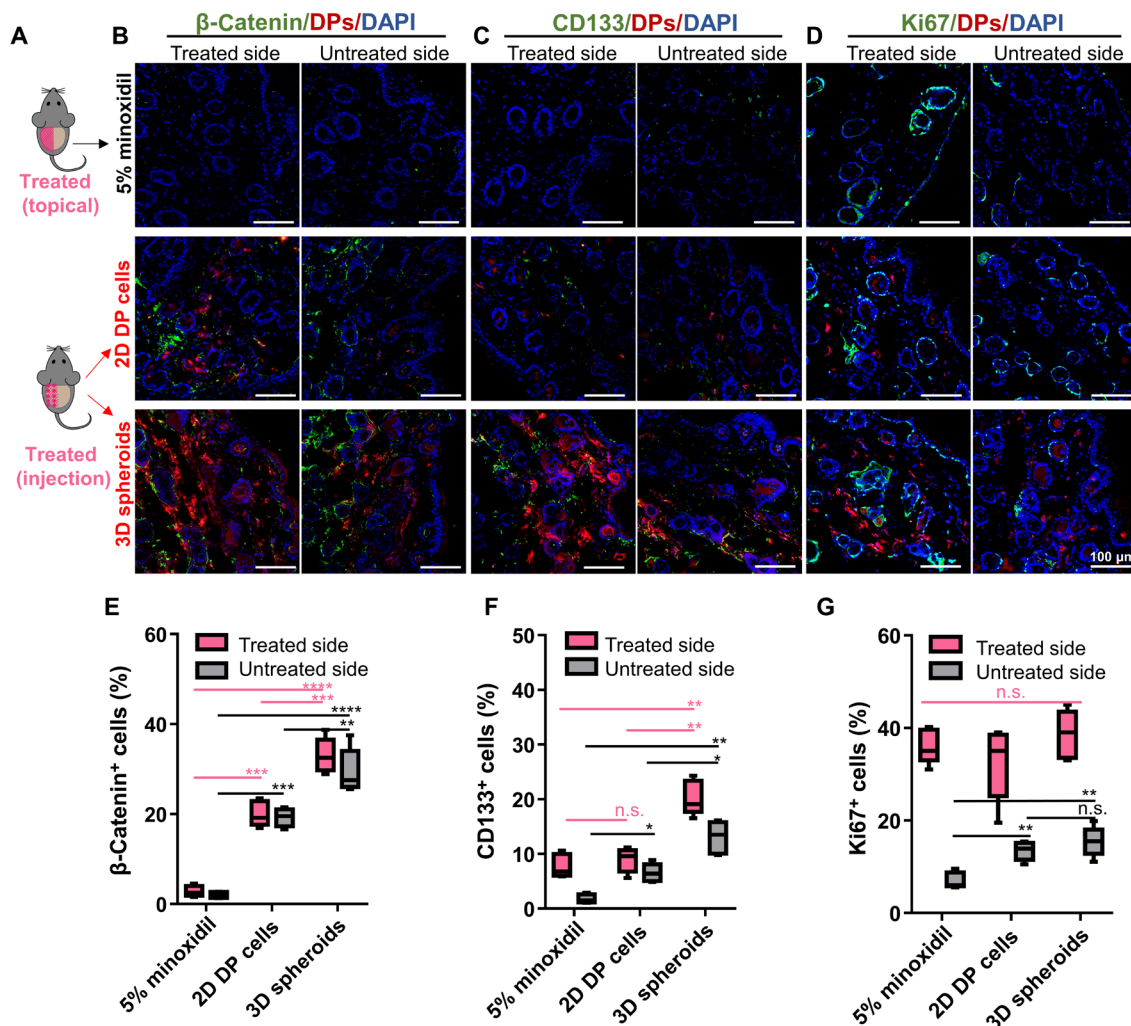 A
B
β-Catenin/DPs/DAPI
Treated side
Untreated side
C
CD133/DPs/DAPI
Treated side
Untreated side
D
Ki67/DPs/DAPI
Treated side
Untreated side
5% minoxidil
Treated
(topical)
2D DP cells
Treated
(injection)
3D spheroids
100 μm
E
Treated side
Untreated side
β-Catenin⁺ cells (%)
60
40
20
0
****
***
****
**
***
***
5% minoxidil
2D DP cells
3D spheroids
F
Treated side
Untreated side
CD133⁺ cells (%)
50
40
30
20
10
0
**
**
**
*
n.s.
*
5% minoxidil
2D DP cells
3D spheroids
G
Treated side
Untreated side
Ki67⁺ cells (%)
60
40
20
0
n.s.
**
n.s.
**
5% minoxidil
2D DP cells
3D spheroids